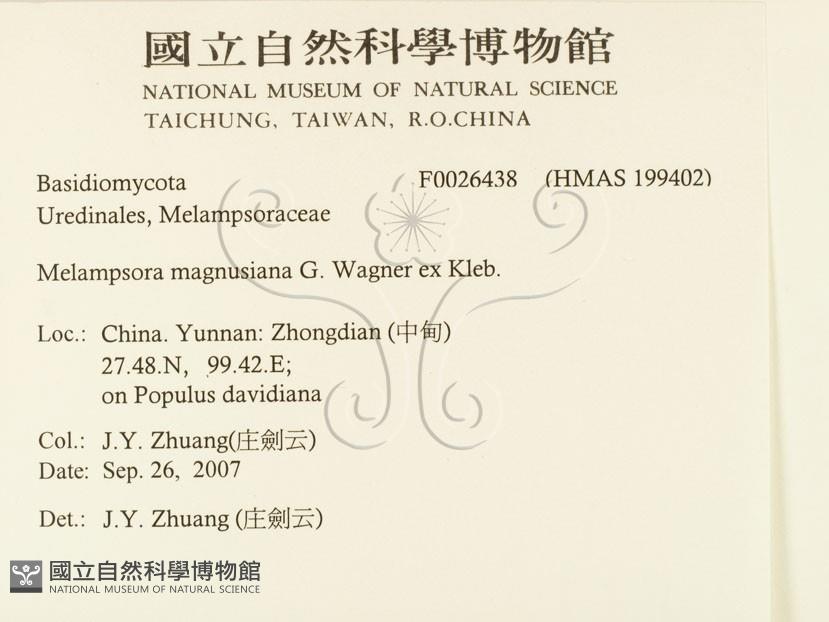 國立自然科學博物館
NATIONAL MUSEUM OF NATURAL SCIENCE
TAICHUNG, TAIWAN, R.O.CHINA
Basidiomycota F0026438 (HMAS 199402)
Uredinales, Melampsoraceae
Melampsora magnusiana G. Wagner ex Kleb.
Loc.: China. Yunnan: Zhongdian (中甸)
27.48.N, 99.42.E;
on Populus davidiana
Col.: J.Y. Zhuang(庄劍云)
Date: Sep. 26, 2007
Det.: J.Y. Zhuang (庄劍云)
國立自然科學博物館
NATIONAL MUSEUM OF NATURAL SCIENCE